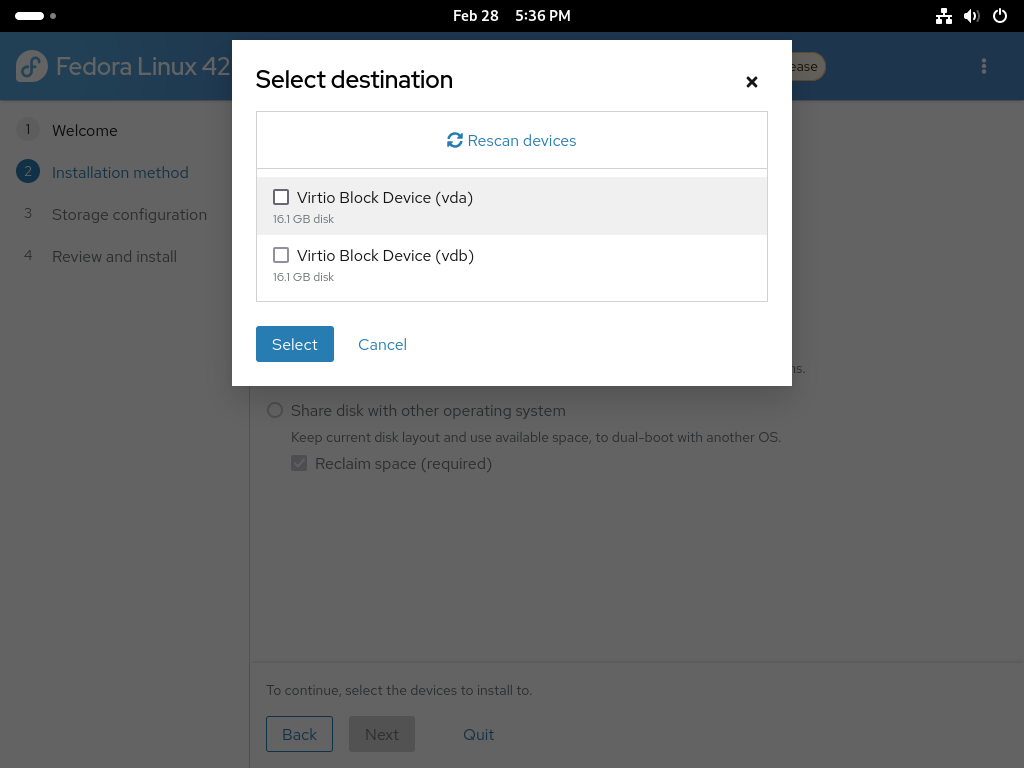 Feb 28 5:36 PM
Fedora Linux 42
ease
Select destination
Rescan devices
Virtio Block Device (vda)
16.1 GB disk
Virtio Block Device (vdb)
16.1 GB disk
Select Cancel
1 Welcome
2 Installation method
3 Storage configuration
4 Review and install
ns.
Share disk with other operating system
Keep current disk layout and use available space, to dual-boot with another OS.
Reclaim space (required)
To continue, select the devices to install to.
Back Next Quit